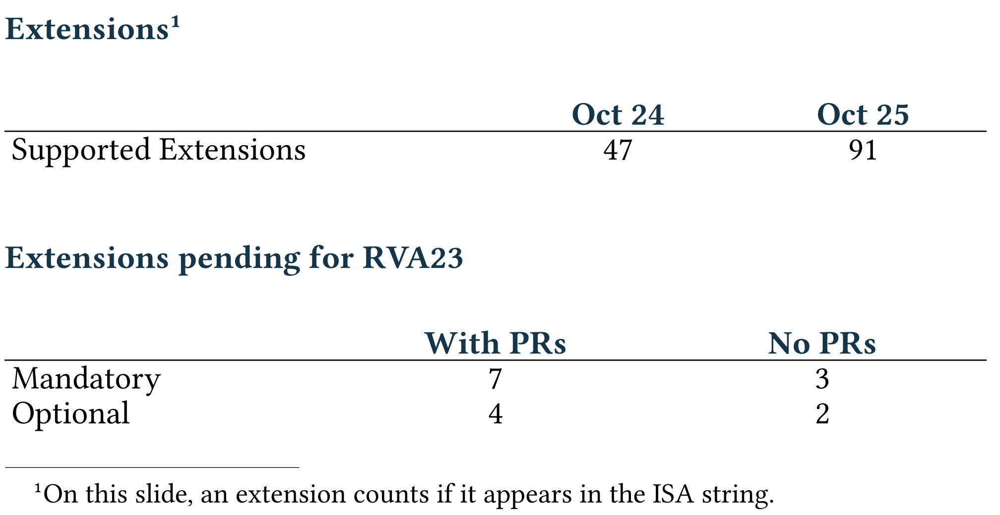 Extensions¹
Oct 24 Oct 25
Supported Extensions 47 91
Extensions pending for RVA23
With PRs No PRs
Mandatory 7 3
Optional 4 2
¹On this slide, an extension counts if it appears in the ISA string.